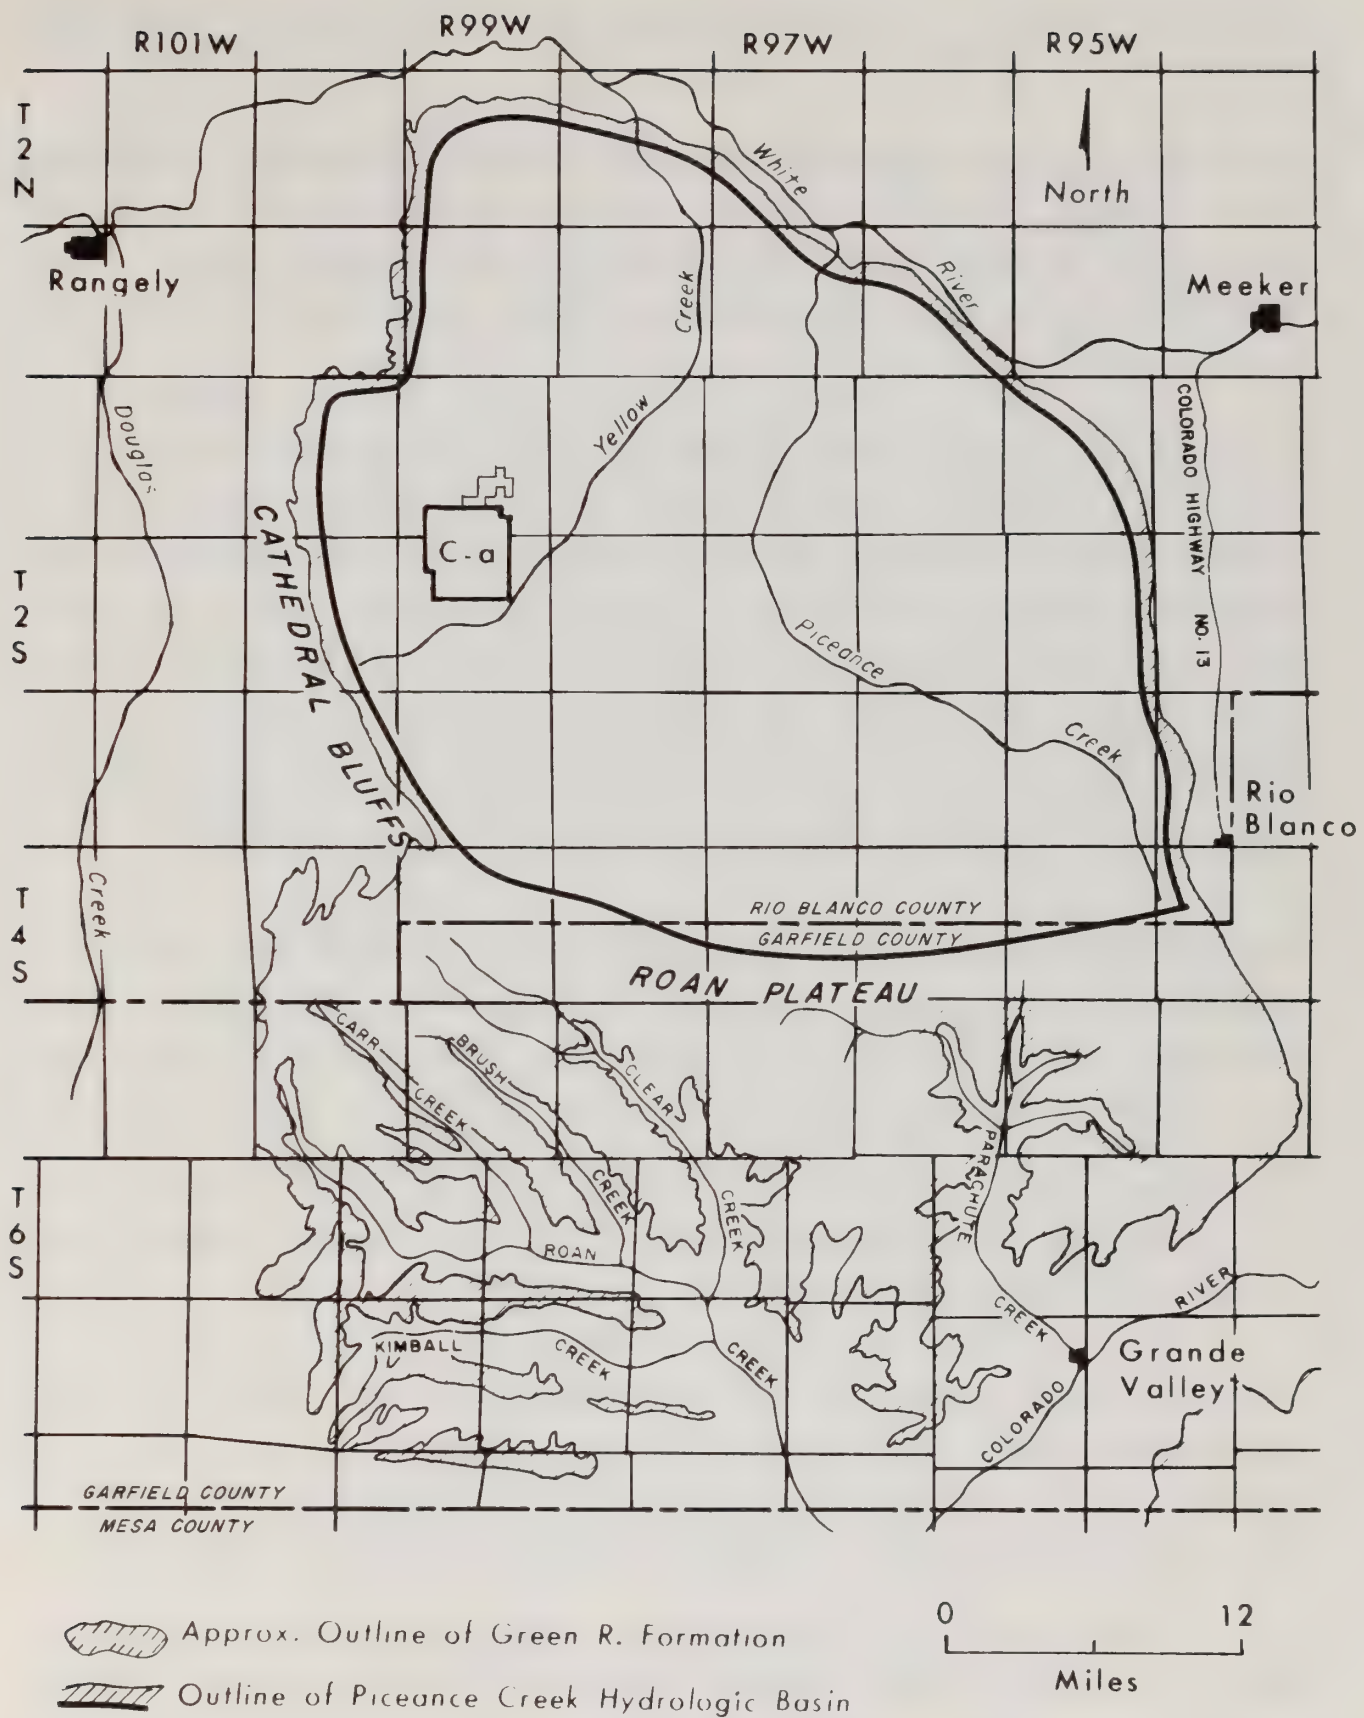 R101W
R99W
R97W
R95W
T
2
N
White
North
River
Rangely
Creek
Meeker
Douglas
Yellow
COLORADO HIGHWAY NO. 13
CATHEDRAL BLUFFS
C-a
T
2
S
Piceance
Creek
Rio
Blanco
Creek
T
4
S
RIO BLANCO COUNTY
GARFIELD COUNTY
ROAN PLATEAU
CARR
CREEK
BRUSH
CREEK
CLEAR
CREEK
PARACHUTE
CREEK
T
6
S
ROAN
CREEK
RIVER
KIMBALL
CREEK
Grande
Valley
COLORADO
GARFIELD COUNTY
MESA COUNTY
Approx. Outline of Green R. Formation
Outline of Piceance Creek Hydrologic Basin
0 12
Miles